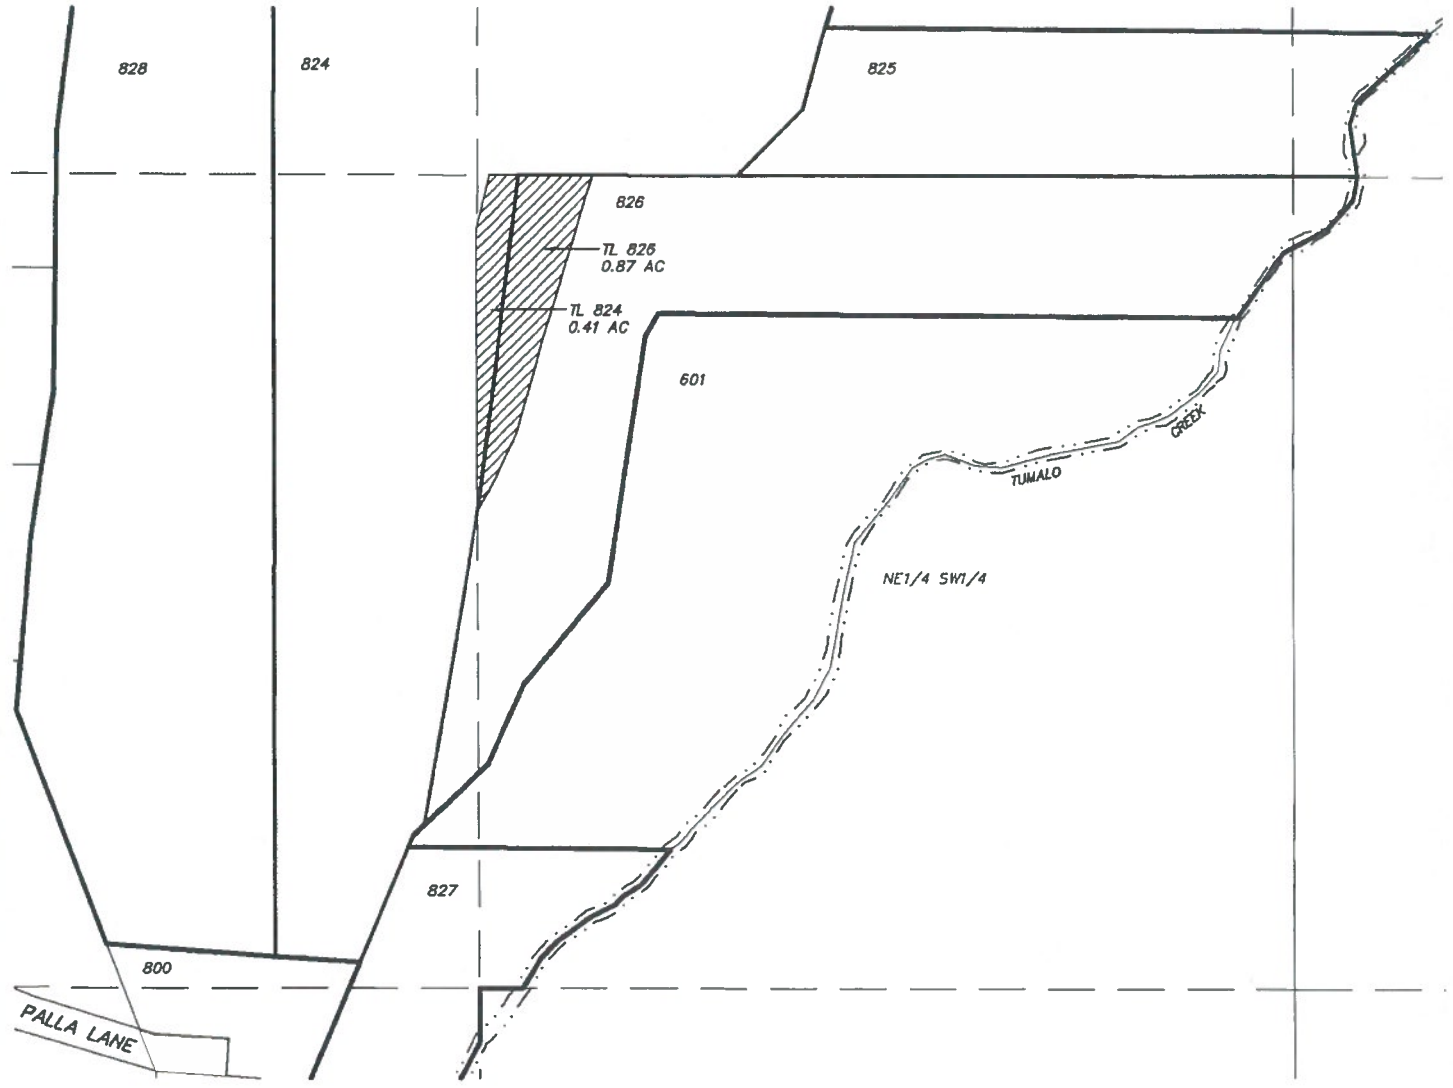 828
824
825
826
TL 826
0.87 AC
TL 824
0.41 AC
601
CREEK
TUMALO
NE1/4 SW1/4
827
800
PALLA LANE